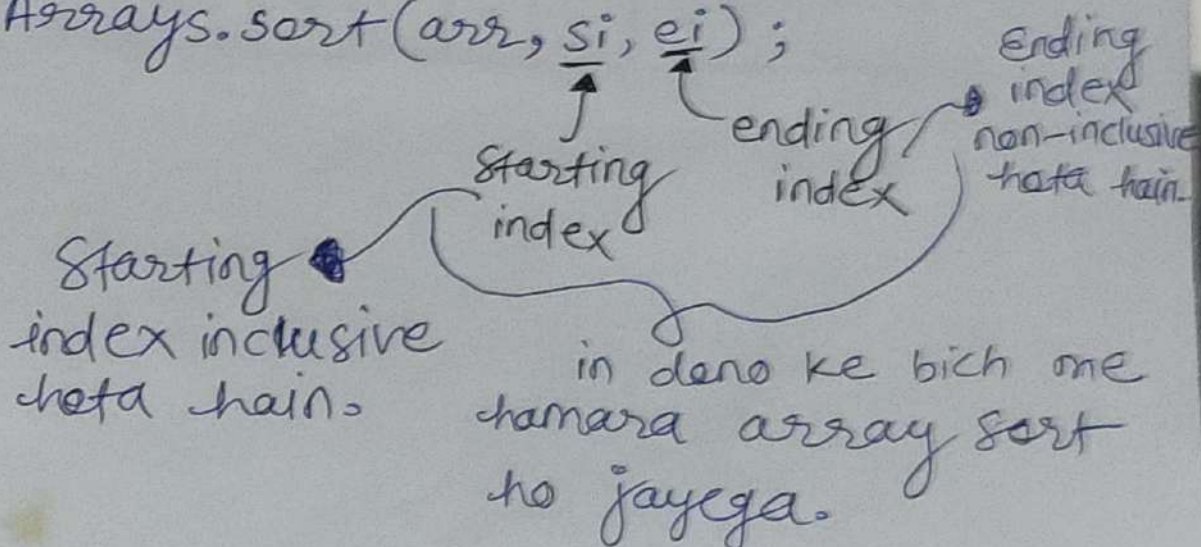 Arrays.sort(arr, si, ei);
Starting
index
ending
index
Ending
index
non-inclusive
hota hain.
Starting
index inclusive
hota hain.
in dono ke bich me
hamara array sort
ho jayega.